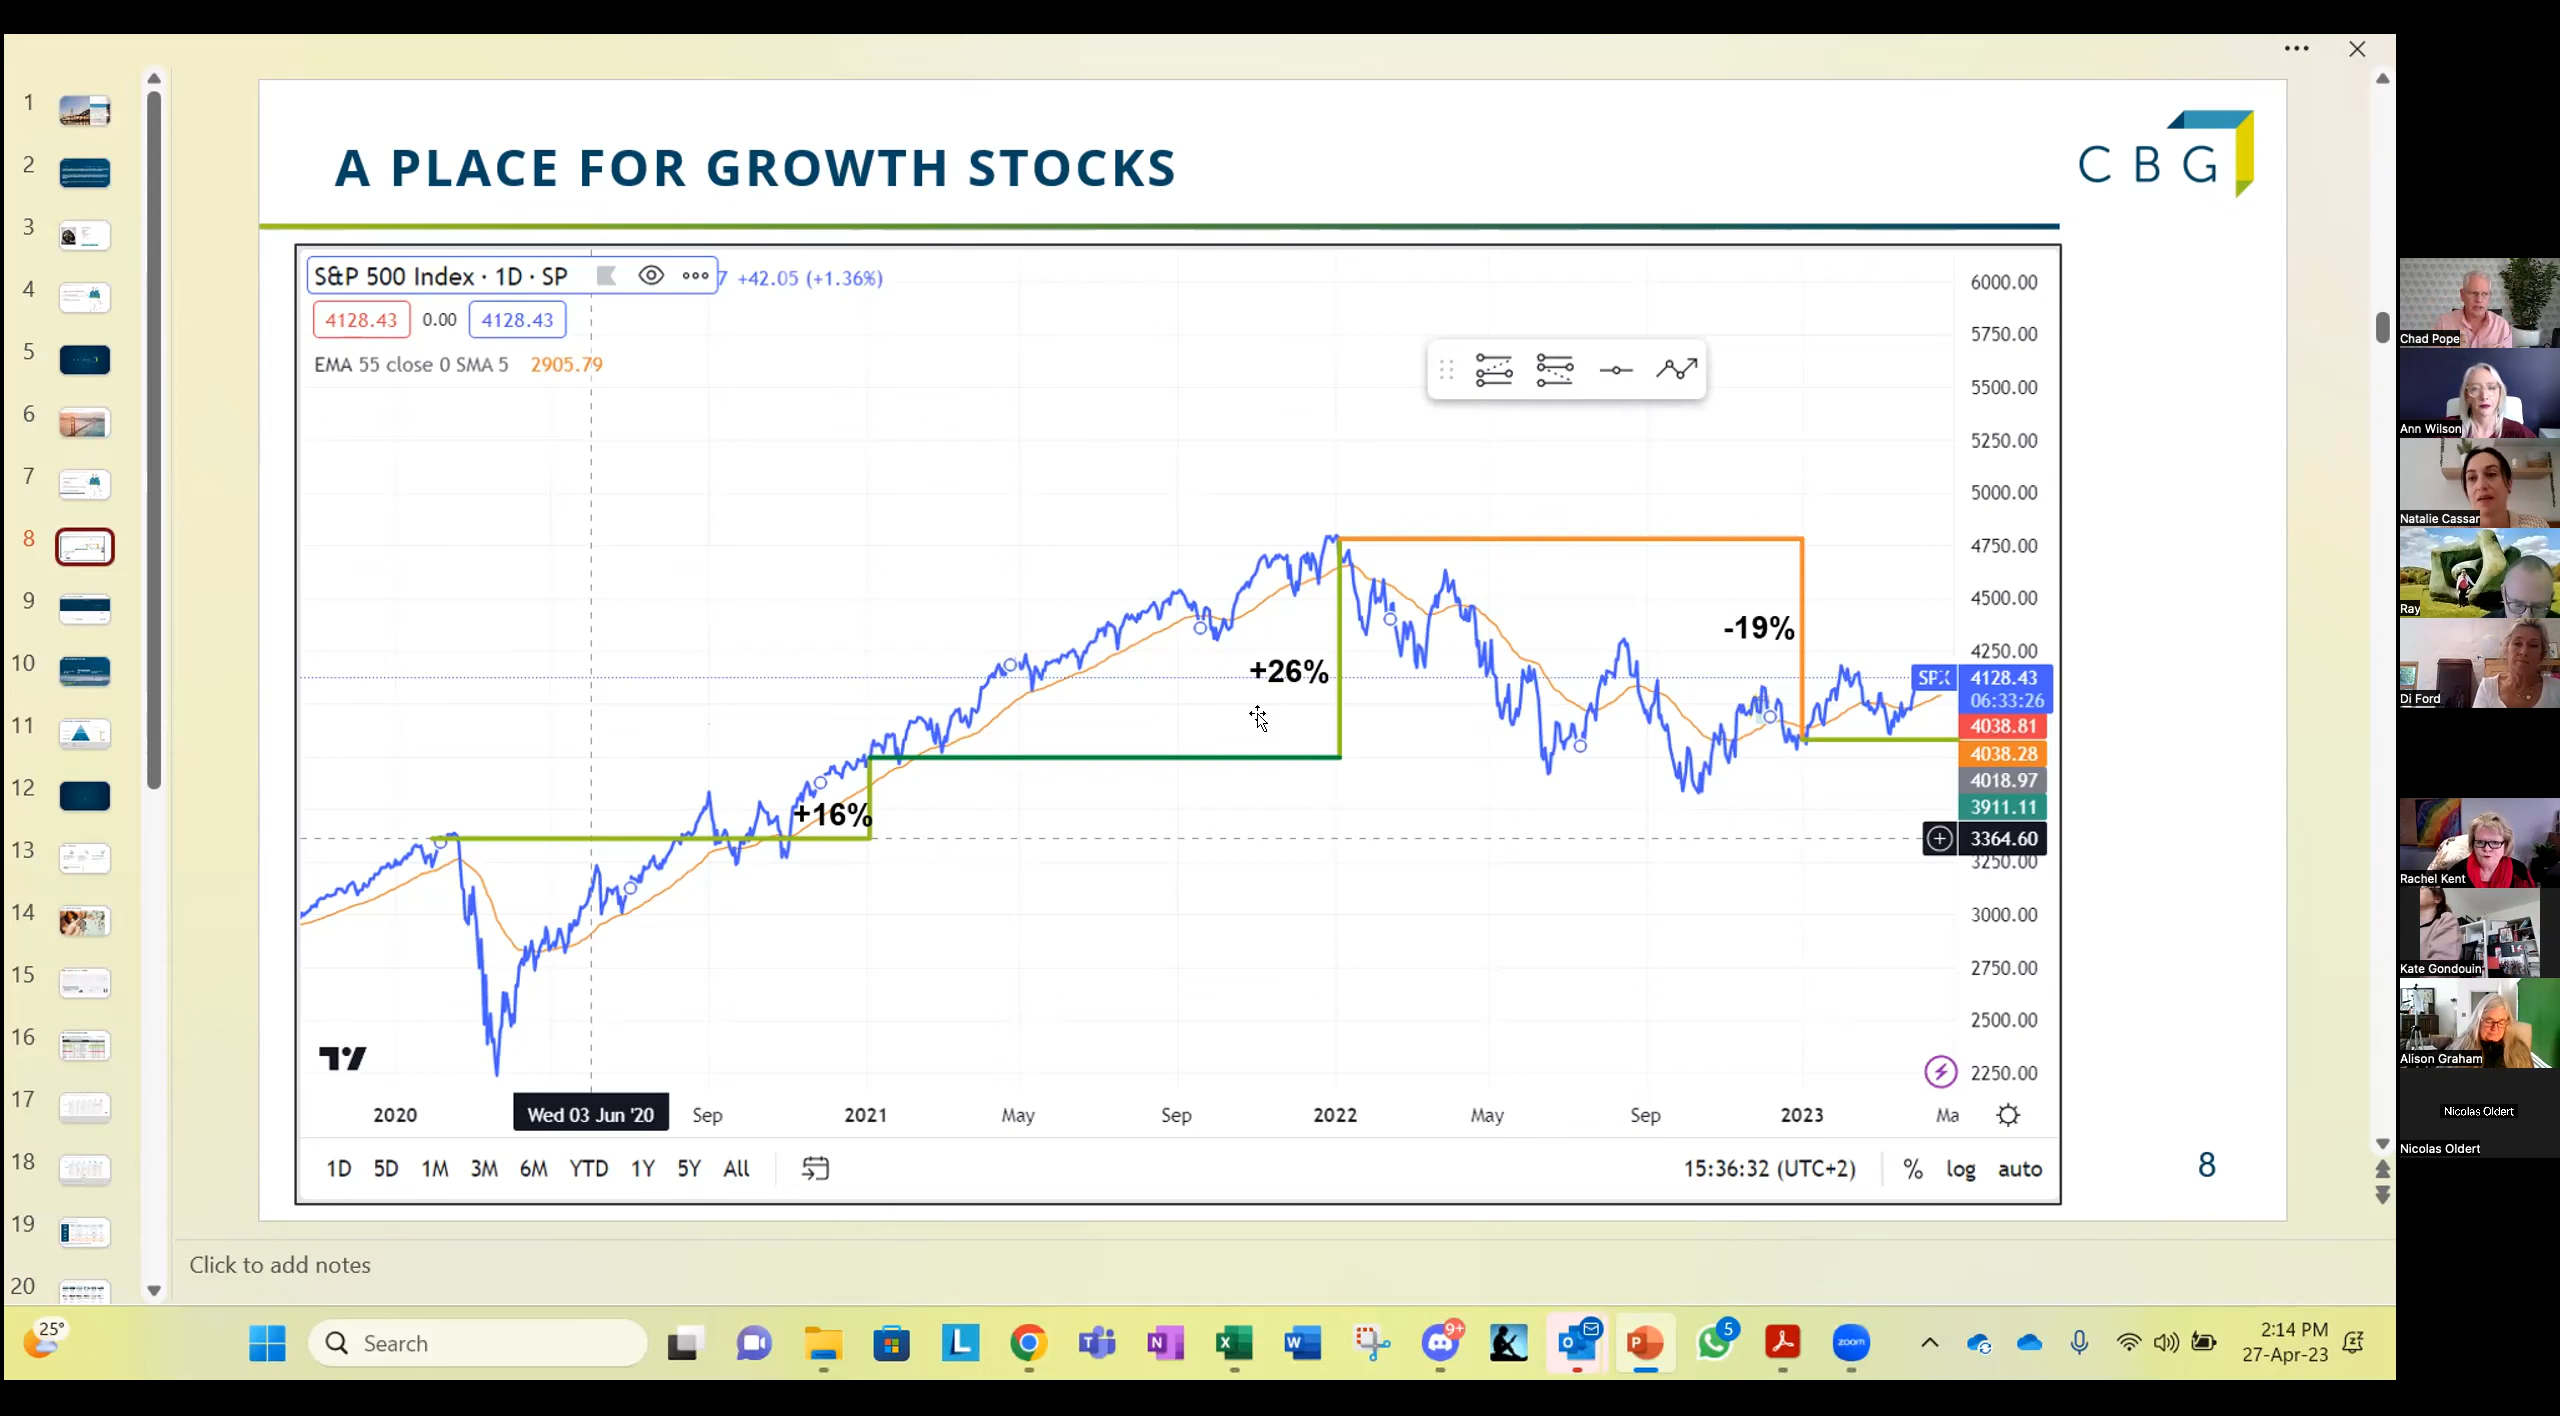 1
2
3
4
5
6
7
8
9
10
11
12
13
14
15
16
17
18
19
20
A PLACE FOR GROWTH STOCKS
CBG
S&P 500 Index · 1D · SP
7 +42.05 (+1.36%)
4128.43 0.00 4128.43
EMA 55 close 0 SMA 5 2905.79
6000.00
5750.00
5500.00
5250.00
5000.00
4750.00
4500.00
4250.00
SPX 4128.43
06:33:26
4038.81
4038.28
4018.97
3911.11
3364.60
3250.00
3000.00
2750.00
2500.00
2250.00
+16%
+26%
-19%
2020 Wed 03 Jun '20 Sep 2021 May Sep 2022 May Sep 2023 Ma
1D 5D 1M 3M 6M YTD 1Y 5Y All
15:36:32 (UTC+2) % log auto
8
Click to add notes
Chad Pope
Ann Wilson
Natalie Cassar
Ray
Di Ford
Rachel Kent
Kate Gondouin
Alison Graham
Nicolas Oldert
Nicolas Oldert
25°
Search
9+
5
zoom
2:14 PM
27-Apr-23